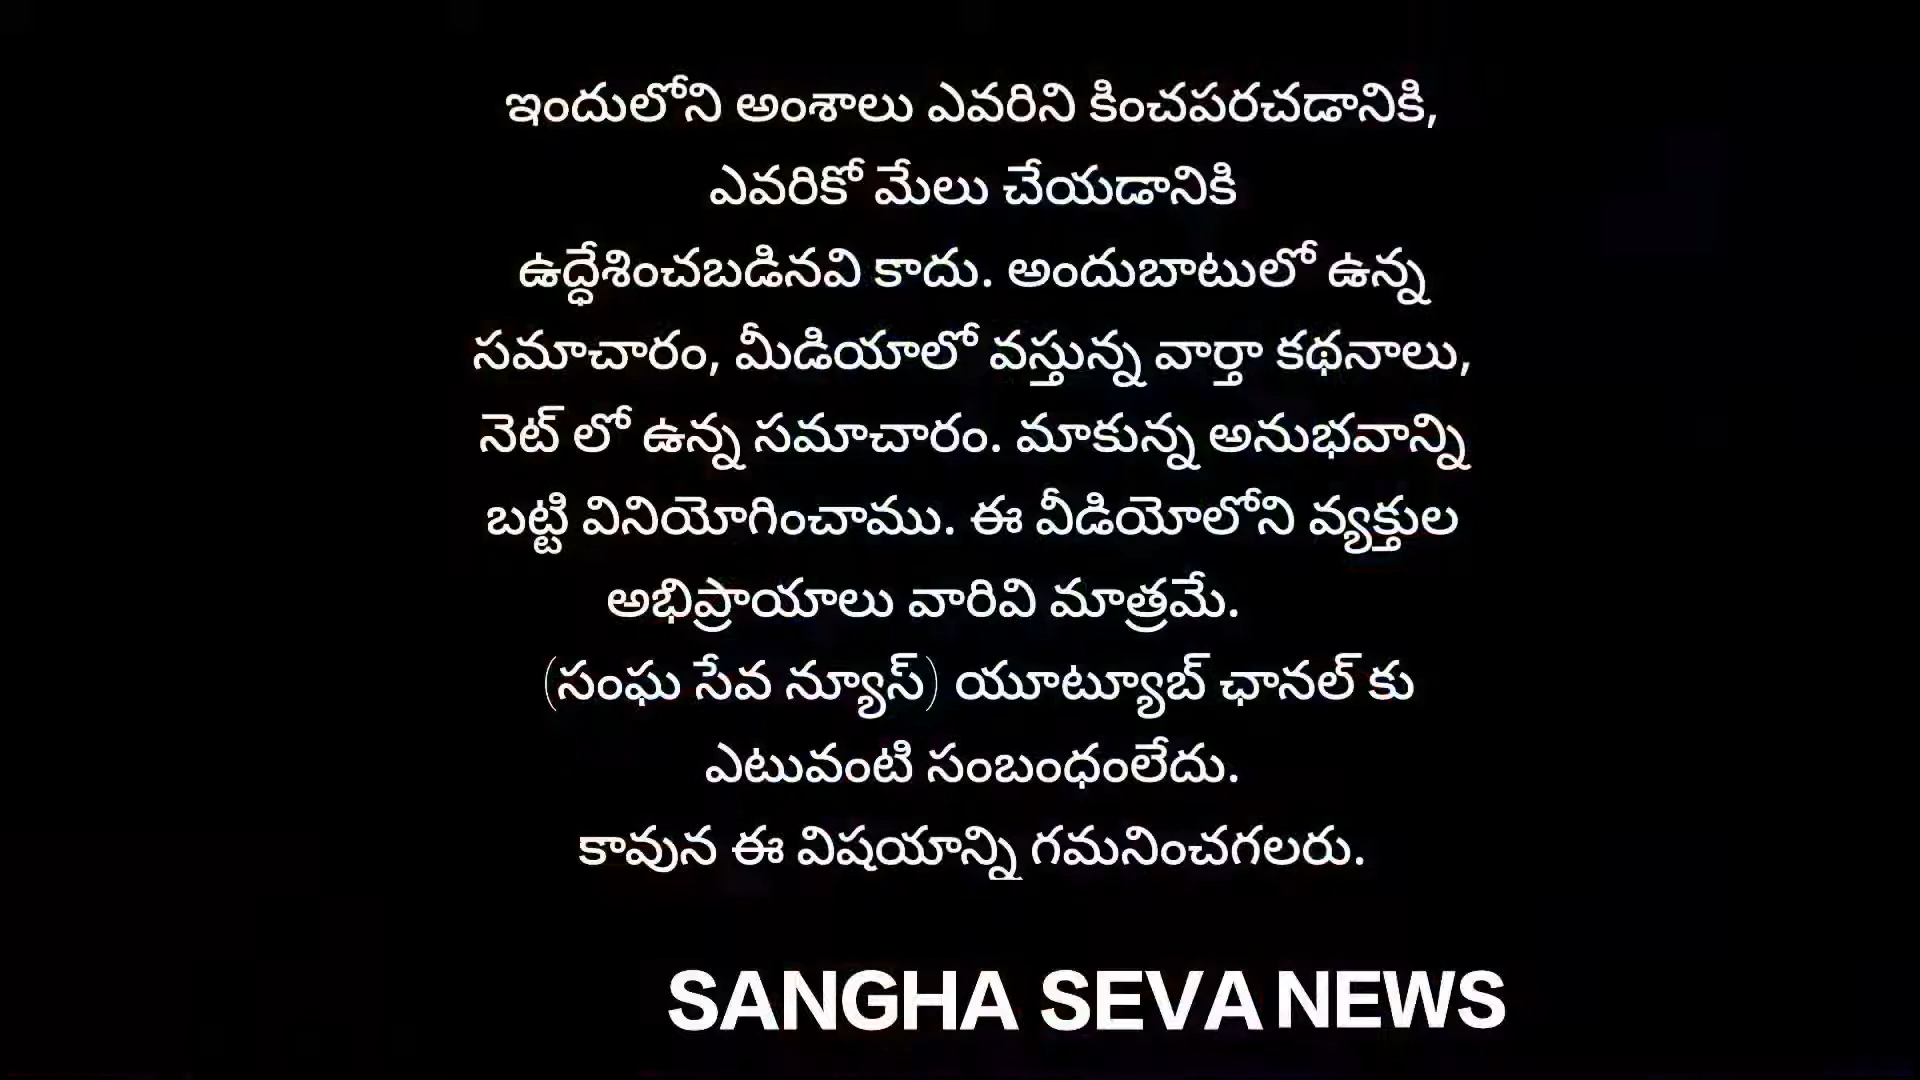 ఇందులోని అంశాలు ఎవరిని కించపరచడానికి,
ఎవరికో మేలు చేయడానికి
ఉద్ధేశించబడినవి కాదు. అందుబాటులో ఉన్న
సమాచారం, మీడియాలో వస్తున్న వార్తా కథనాలు,
నెట్ లో ఉన్న సమాచారం. మాకున్న అనుభవాన్ని
బట్టి వినియోగించాము. ఈ వీడియోలోని వ్యక్తుల
అభిప్రాయాలు వారివి మాత్రమే.
(సంఘ సేవ న్యూస్) యూట్యూబ్ ఛానల్ కు
ఎటువంటి సంబంధంలేదు.
కావున ఈ విషయాన్ని గమనించగలరు.
SANGHA SEVA NEWS